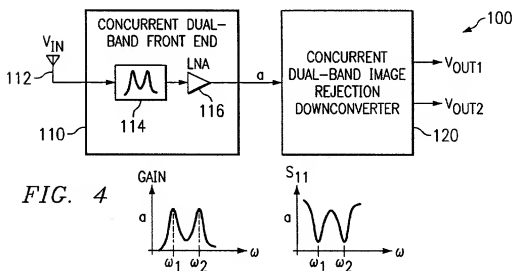 CONCURRENT DUAL-
BAND FRONT END
V_IN
112
114
LNA
116
110
a
CONCURRENT
DUAL-BAND IMAGE
REJECTION
DOWNCONVERTER
120
100
V_OUT1
V_OUT2
FIG. 4
GAIN
a
ω1
ω2
ω
S11
a
ω1
ω2
ω